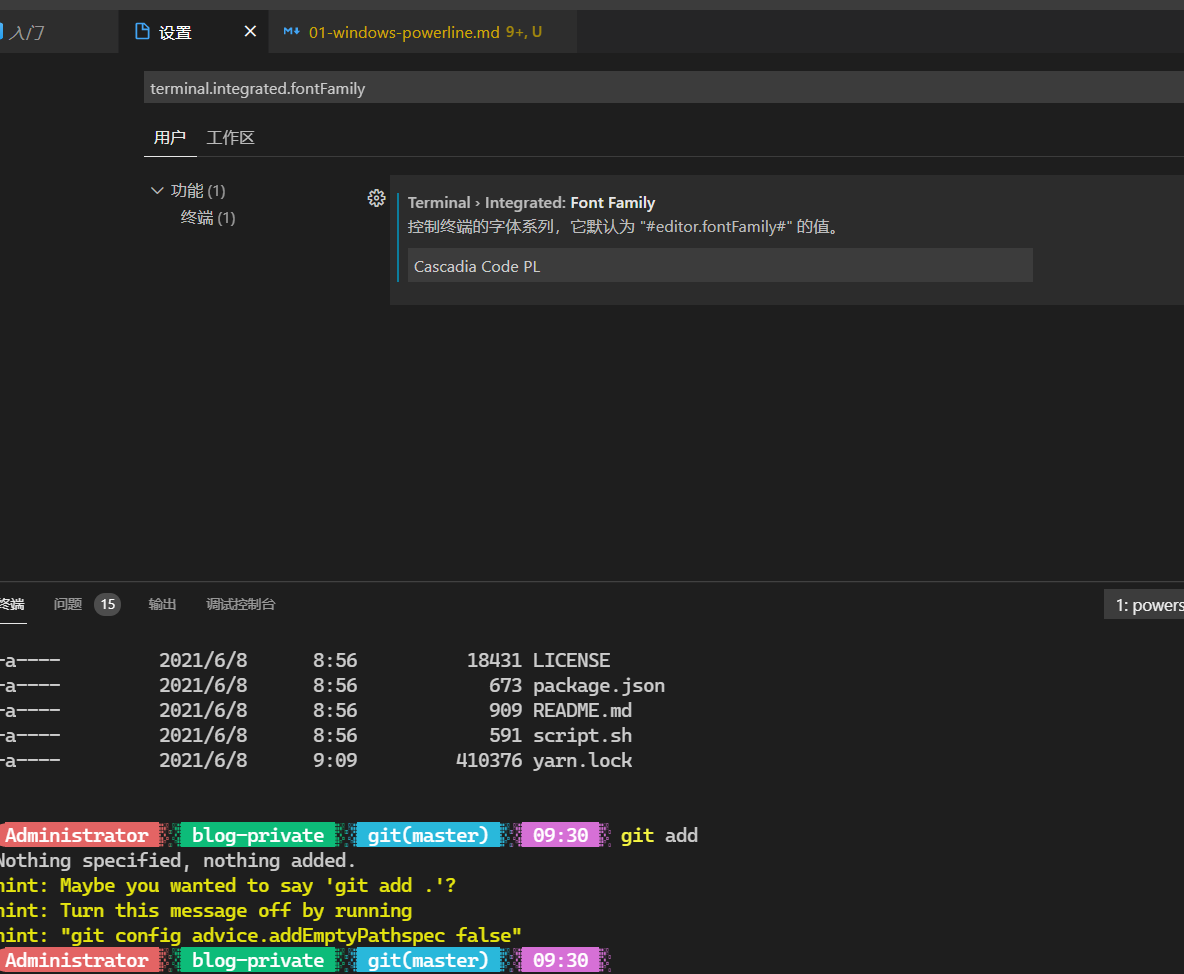 入门
设置
01-windows-powerline.md 9+, U
terminal.integrated.fontFamily
用户 工作区
功能 (1)
终端 (1)
Terminal › Integrated: Font Family
控制终端的字体系列，它默认为 "#editor.fontFamily#" 的值。
Cascadia Code PL
终端 问题 15 输出 调试控制台 1: powers
-a---- 2021/6/8 8:56 18431 LICENSE
-a---- 2021/6/8 8:56 673 package.json
-a---- 2021/6/8 8:56 909 README.md
-a---- 2021/6/8 8:56 591 script.sh
-a---- 2021/6/8 9:09 410376 yarn.lock
Administrator blog-private git(master) 09:30 git add
Nothing specified, nothing added.
hint: Maybe you wanted to say 'git add .'?
hint: Turn this message off by running
hint: "git config advice.addEmptyPathspec false"
Administrator blog-private git(master) 09:30